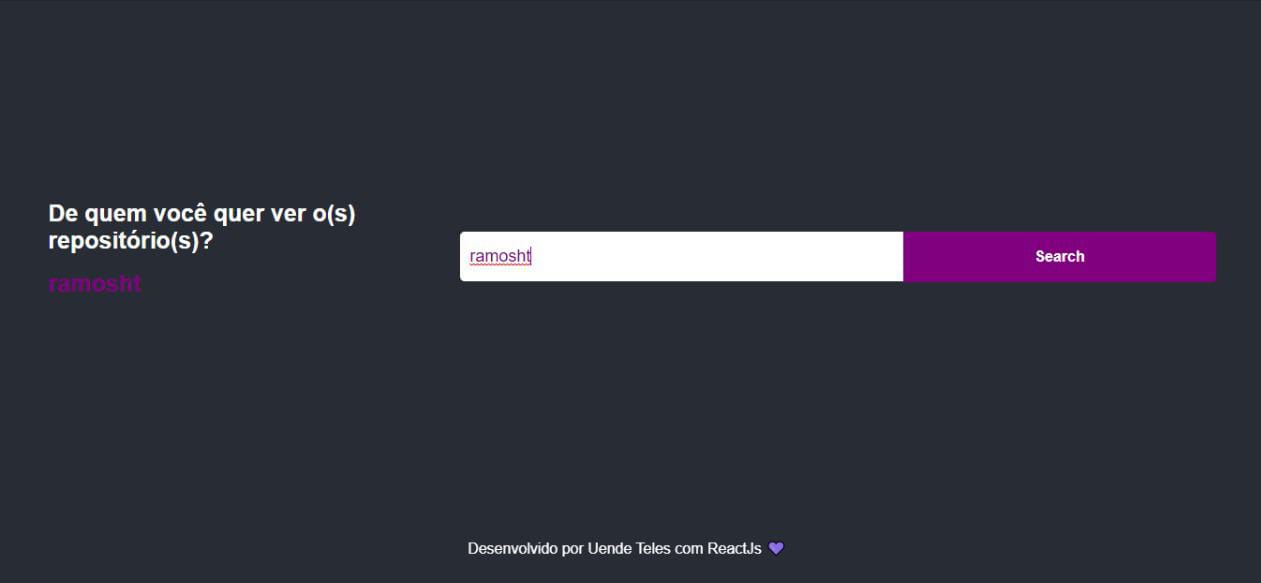 De quem você quer ver o(s)
repositório(s)?
ramosht
ramosht
Search
Desenvolvido por Uende Teles com ReactJs 💜